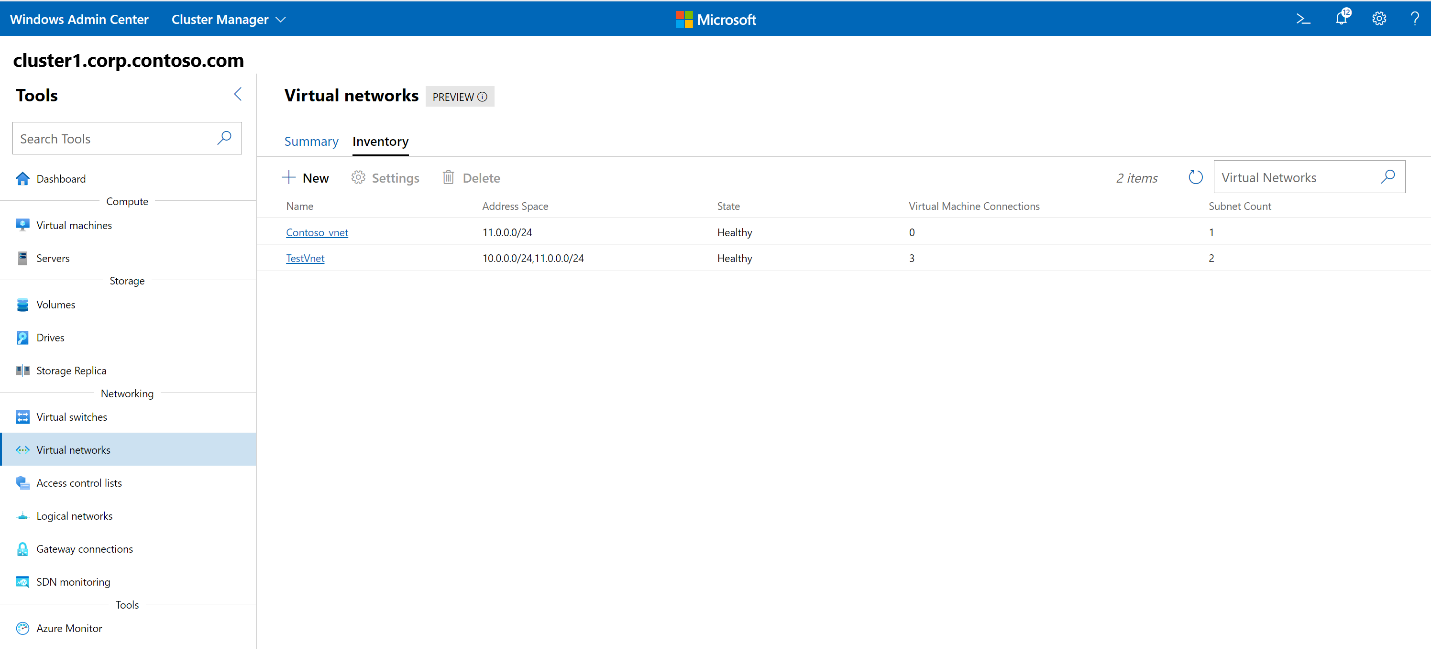 Windows Admin Center Cluster Manager Microsoft 12 ?
cluster1.corp.contoso.com
Tools
Search Tools
Dashboard
Compute
Virtual machines
Servers
Storage
Volumes
Drives
Storage Replica
Networking
Virtual switches
Virtual networks
Access control lists
Logical networks
Gateway connections
SDN monitoring
Tools
Azure Monitor
Virtual networks PREVIEW
Summary Inventory
New Settings Delete 2 items Virtual Networks
Name Address Space State Virtual Machine Connections Subnet Count
Contoso_vnet 11.0.0.0/24 Healthy 0 1
TestVnet 10.0.0.0/24,11.0.0.0/24 Healthy 3 2